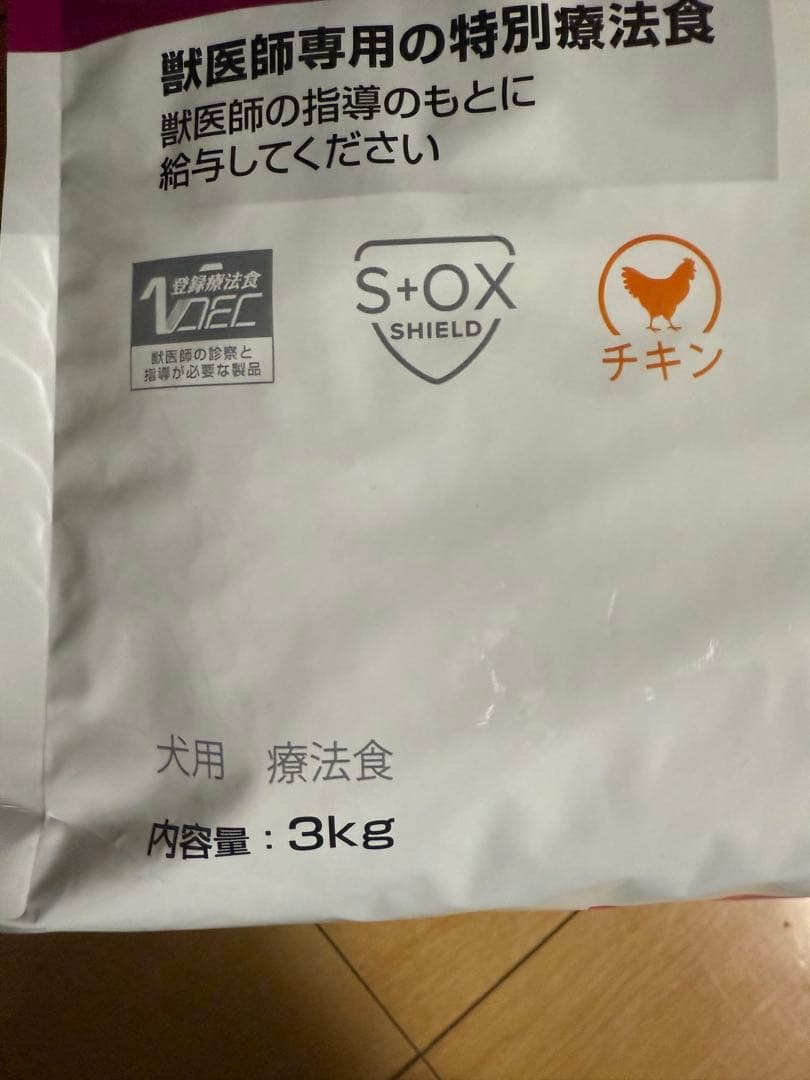 獣医師専用の特別療法食
獣医師の指導のもとに
給与してください
登録療法食
VDEC
獣医師の診察と
指導が必要な製品
S+OX
SHIELD
チキン
犬用 療法食
内容量：3kg